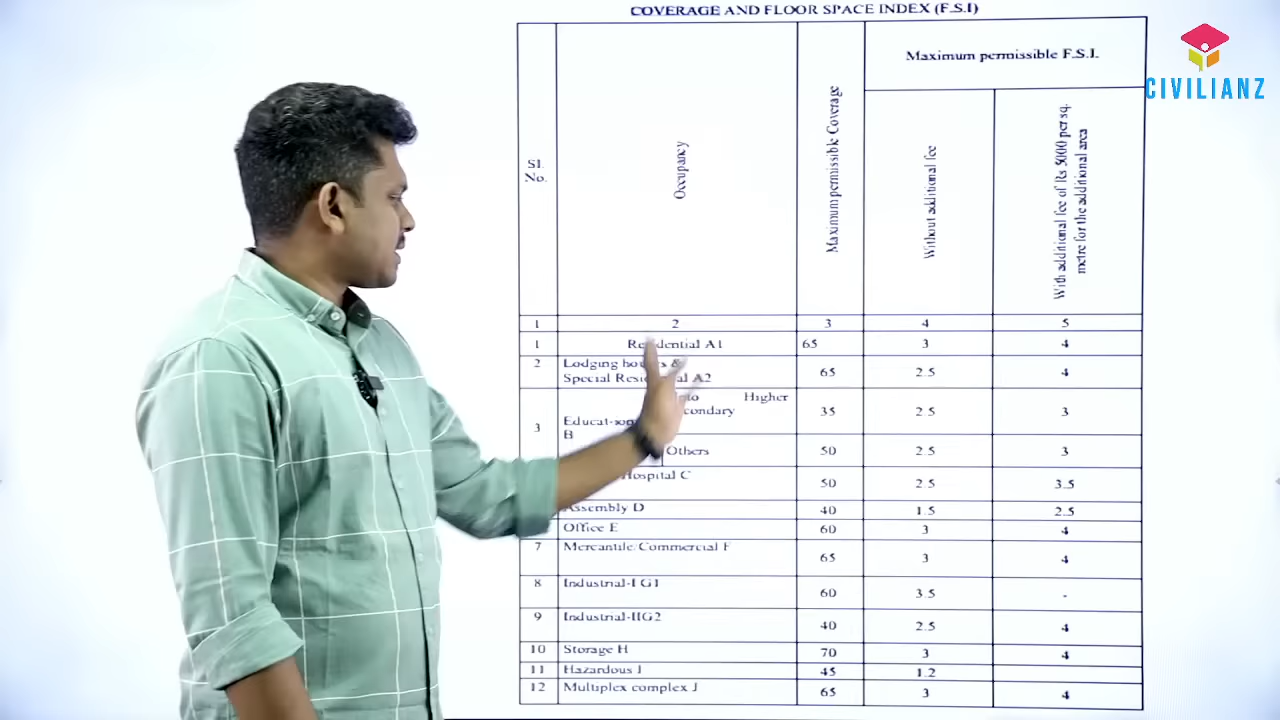 COVERAGE AND FLOOR SPACE INDEX (F.S.I)
CIVILIANZ
Sl. No.
Occupancy
Maximum permissible Coverage
Maximum permissible F.S.I.
Without additional fee
With additional fee of Rs 5000 per sq. metre for the additional area
1 2 3 4 5
1 Residential A1 65 3 4
2 Lodging houses &
Special Residential A2 65 2.5 4
3 Higher
35 2.5 3
B
Others 50 2.5 3
Hospital C 50 2.5 3.5
Assembly D 40 1.5 2.5
Office E 60 3 4
7 Mercantile/Commercial F 65 3 4
8 Industrial-I G1 60 3.5 -
9 Industrial-IIG2 40 2.5 4
10 Storage H 70 3 4
11 Hazardous I 45 1.2
12 Multiplex complex J 65 3 4